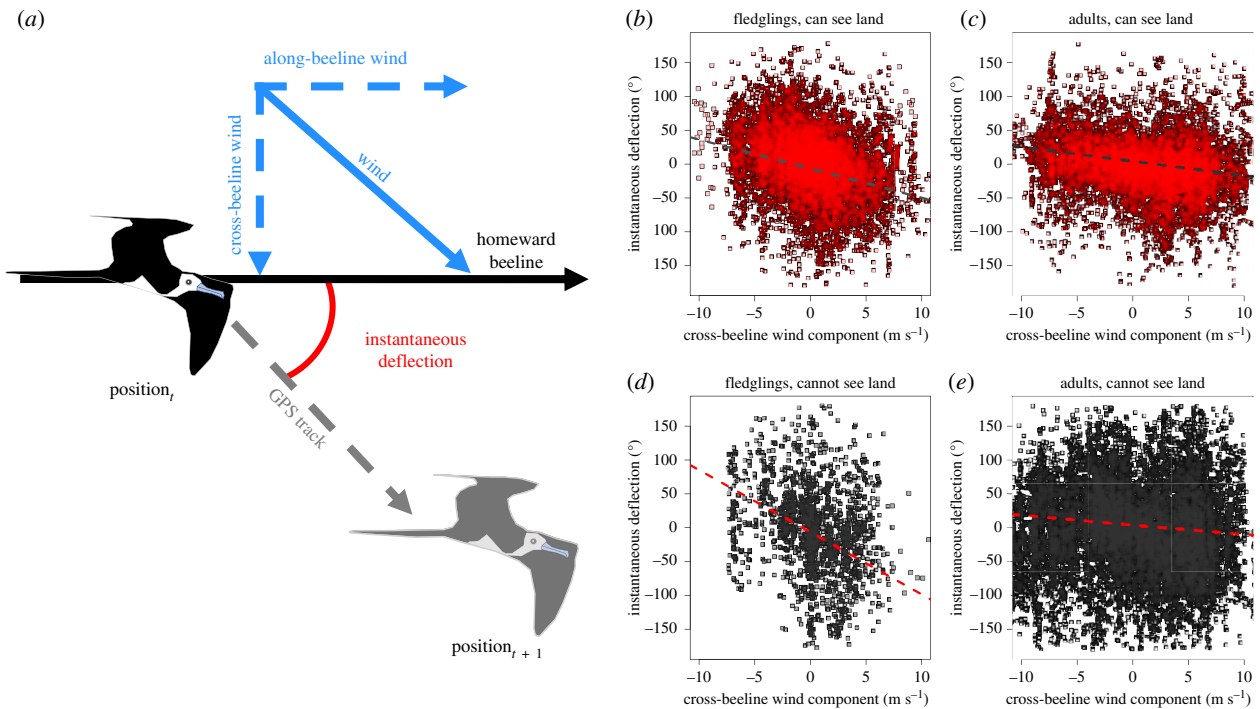 (a)
along-beeline wind
cross-beeline wind
wind
homeward
beeline
instantaneous
deflection
GPS track
position$_t$
position$_{t + 1}$
(b)
fledglings, can see land
instantaneous deflection (°)
150
100
50
0
−50
−100
150
−10
−5
0
5
10
cross-beeline wind component (m s⁻¹)
(c)
adults, can see land
instantaneous deflection (°)
150
100
50
0
−50
100
150
−10
−5
0
5
10
cross-beeline wind component (m s⁻¹)
(d)
fledglings, cannot see land
instantaneous deflection (°)
150
100
50
0
−50
−100
−150
−10
−5
0
5
10
cross-beeline wind component (m s⁻¹)
(e)
adults, cannot see land
instantaneous deflection (°)
150
100
50
0
−50
−100
−150
−10
−5
0
5
10
cross-beeline wind component (m s⁻¹)